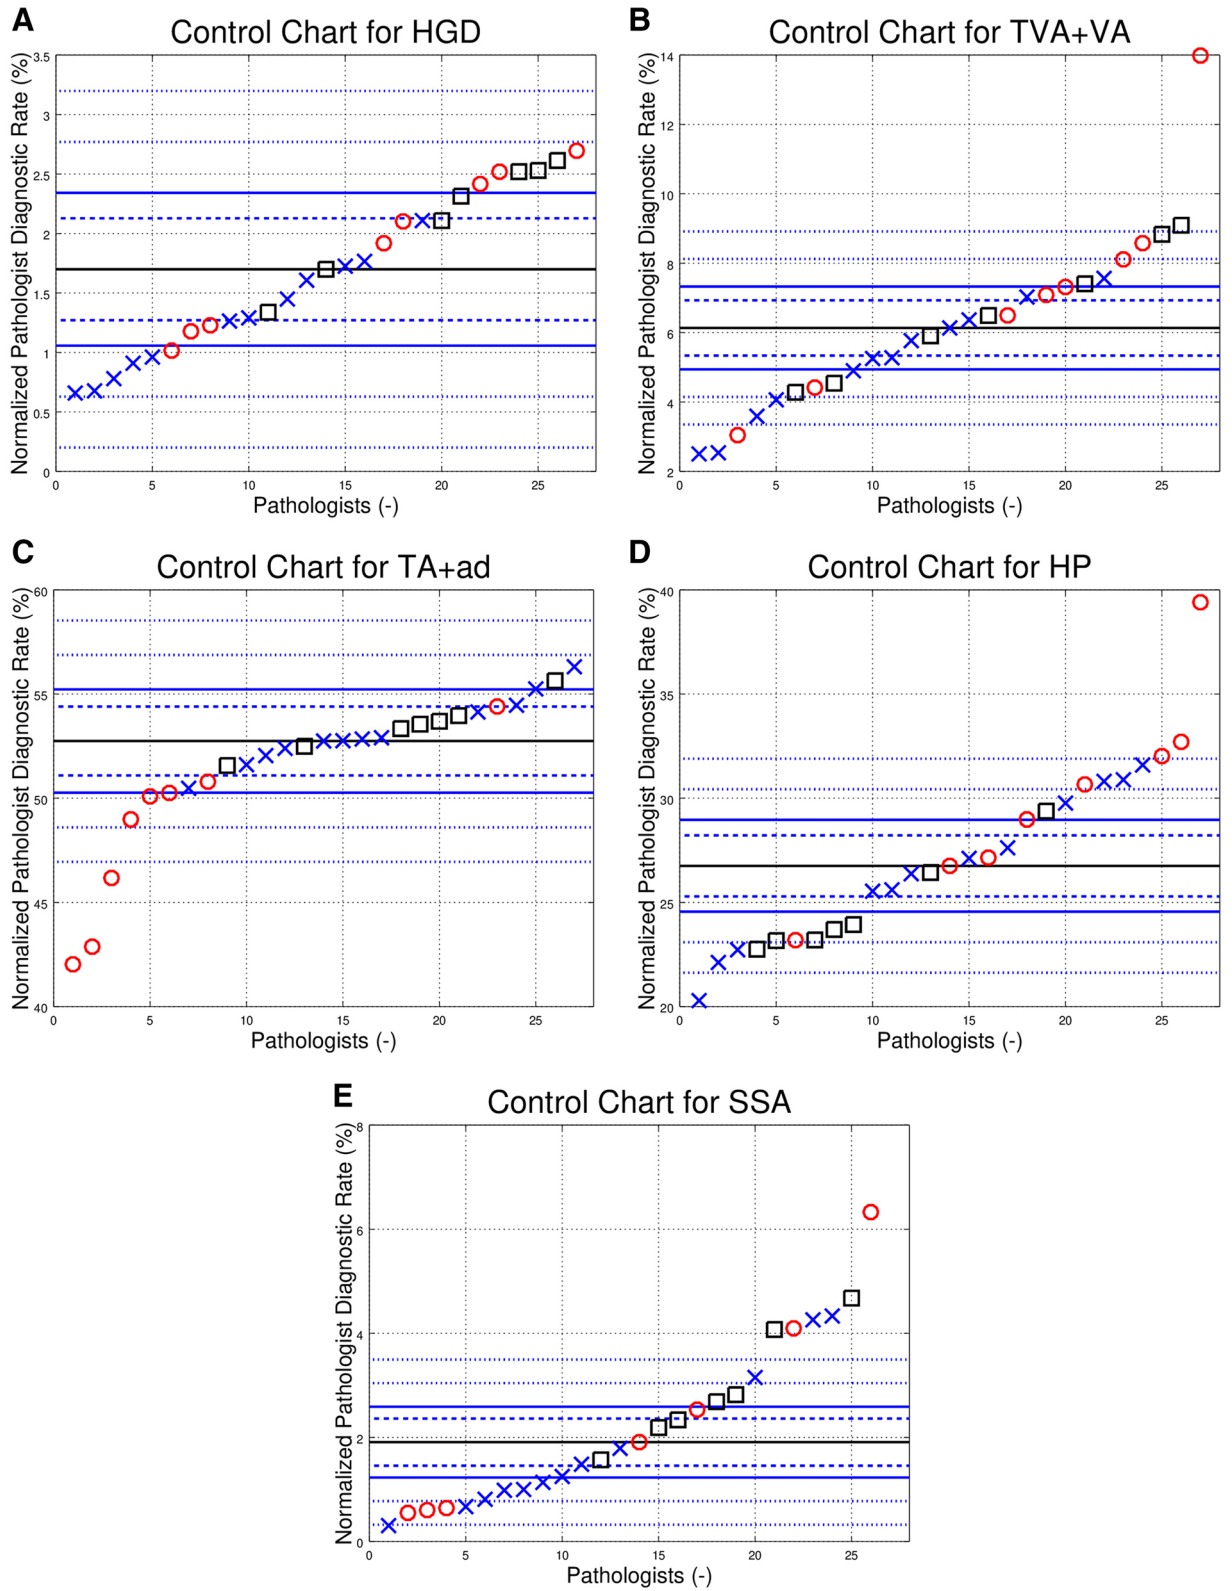 A
Control Chart for HGD
Normalized Pathologist Diagnostic Rate (%)
3.5
3
2.5
2
1.5
1
0.5
0
0 5 10 15 20 25
Pathologists (-)
B
Control Chart for TVA+VA
Normalized Pathologist Diagnostic Rate (%)
14
12
10
8
6
4
2
0 5 10 15 20 25
Pathologists (-)
C
Control Chart for TA+ad
Normalized Pathologist Diagnostic Rate (%)
60
55
50
45
40
0 5 10 15 20 25
Pathologists (-)
D
Control Chart for HP
Normalized Pathologist Diagnostic Rate (%)
40
35
30
25
20
0 5 10 15 20 25
Pathologists (-)
E
Control Chart for SSA
Normalized Pathologist Diagnostic Rate (%)
8
6
4
2
0
0 5 10 15 20 25
Pathologists (-)